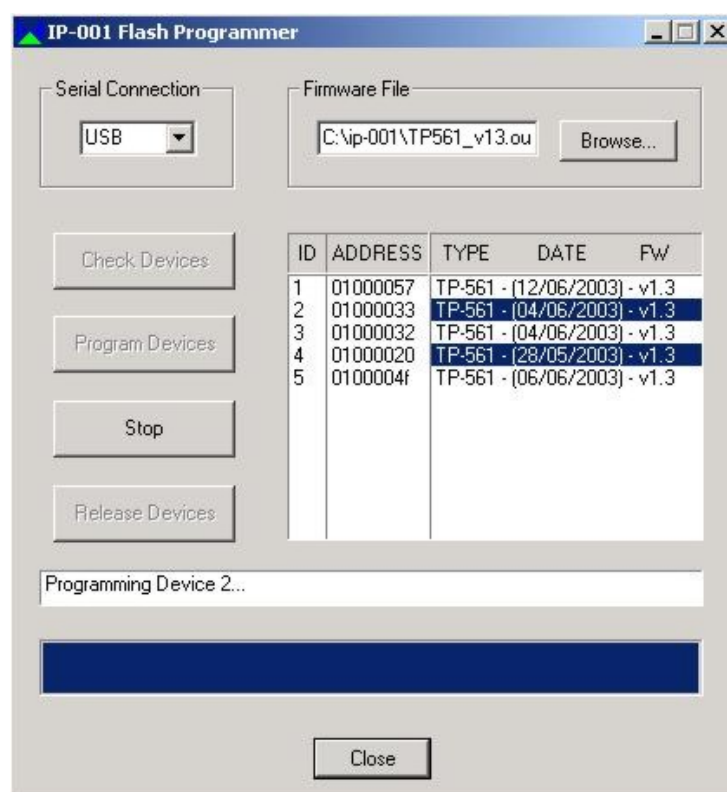 IP-001 Flash Programmer
Serial Connection
USB
Firmware File
C:\ip-001\TP561_v13.ou
Browse...
Check Devices
Program Devices
Stop
Release Devices
ID ADDRESS TYPE DATE FW
1 01000057 TP-561 - (12/06/2003) - v1.3
2 01000033 TP-561 - (04/06/2003) - v1.3
3 01000032 TP-561 - (04/06/2003) - v1.3
4 01000020 TP-561 - (28/05/2003) - v1.3
5 0100004f TP-561 - (06/06/2003) - v1.3
Programming Device 2...
Close